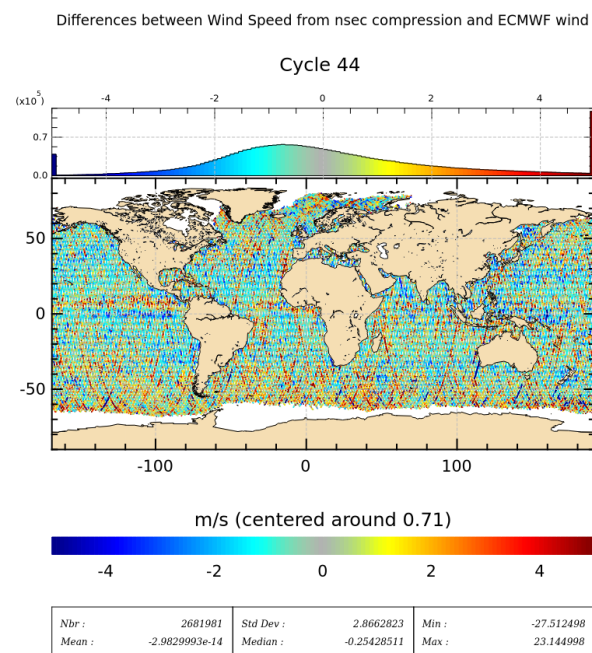 Differences between Wind Speed from nsec compression and ECMWF wind
Cycle 44
-4 -2 0 2 4
(x10⁵)
0.7
0.0
50
0
-50
-100 0 100
m/s (centered around 0.71)
-4 -2 0 2 4
Nbr : 2681981 Std Dev : 2.8662823 Min : -27.512498
Mean : -2.9829993e-14 Median : -0.25428511 Max : 23.144998